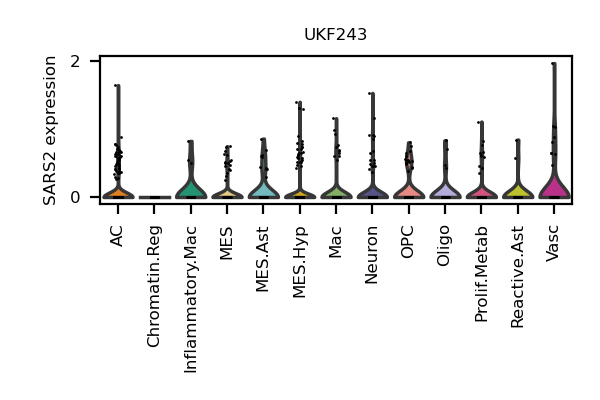 UKF243
SARS2 expression
2
0
AC
Chromatin.Reg
Inflammatory.Mac
MES
MES.Ast
MES.Hyp
Mac
Neuron
OPC
Oligo
Prolif.Metab
Reactive.Ast
Vasc